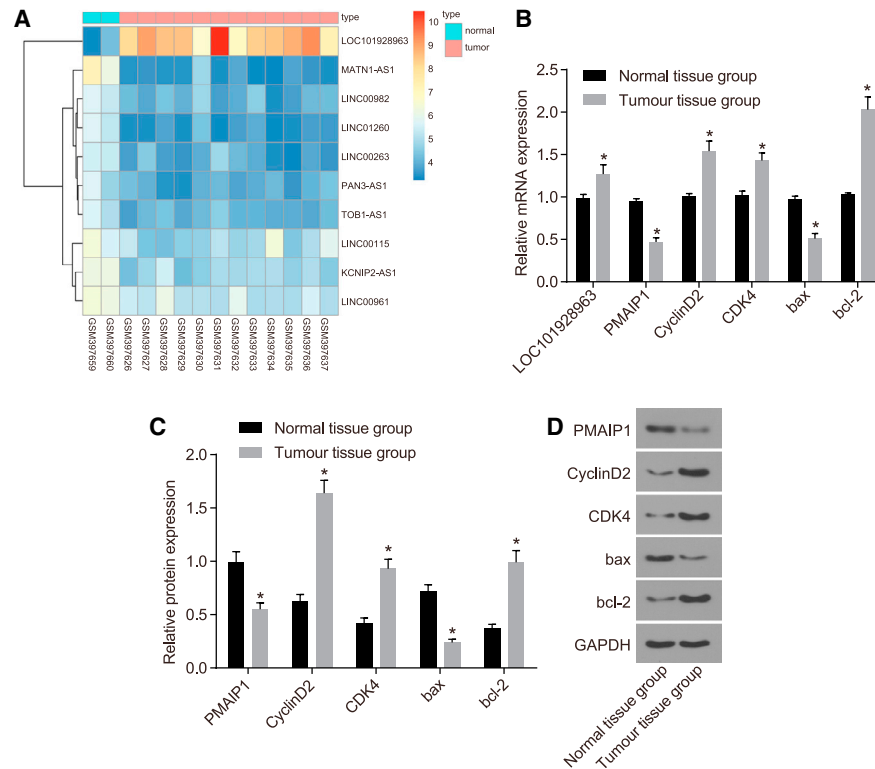 A
type
LOC101928963
MATN1-AS1
LINC00982
LINC01260
LINC00263
PAN3-AS1
TOB1-AS1
LINC00115
KCNIP2-AS1
LINC00961
GSM397659
GSM397660
GSM397626
GSM397627
GSM397628
GSM397629
GSM397630
GSM397631
GSM397632
GSM397633
GSM397634
GSM397635
GSM397636
GSM397637
10
9
8
7
6
5
4
type
normal
tumor
B
Normal tissue group
Tumour tissue group
Relative mRNA expression
2.5
2.0
1.5
1.0
0.5
0.0
* * * * * *
LOC101928963
PMAIP1
CyclinD2
CDK4
bax
bcl-2
C
Normal tissue group
Tumour tissue group
Relative protein expression
2.0
1.5
1.0
0.5
0.0
* * * * *
PMAIP1
CyclinD2
CDK4
bax
bcl-2
D
PMAIP1
CyclinD2
CDK4
bax
bcl-2
GAPDH
Normal tissue group
Tumour tissue group